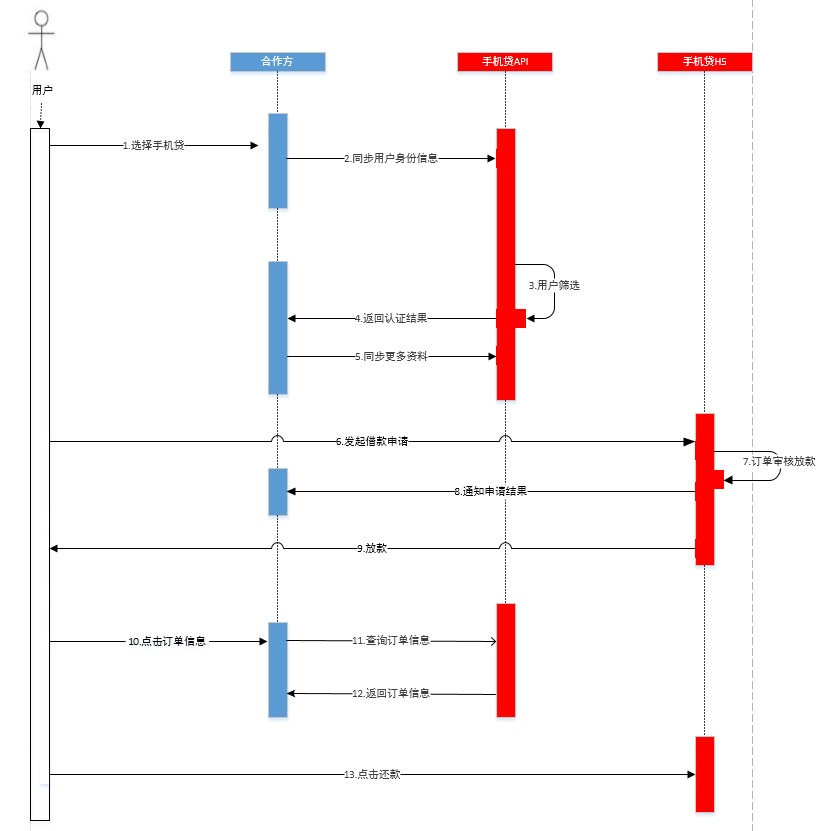 合作方
手机贷API
手机贷H5
用户
1.选择手机贷
2.同步用户身份信息
3.用户筛选
4.返回认证结果
5.同步更多资料
6.发起借款申请
7.订单审核放款
8.通知申请结果
9.放款
10.点击订单信息
11.查询订单信息
12.返回订单信息
13.点击还款